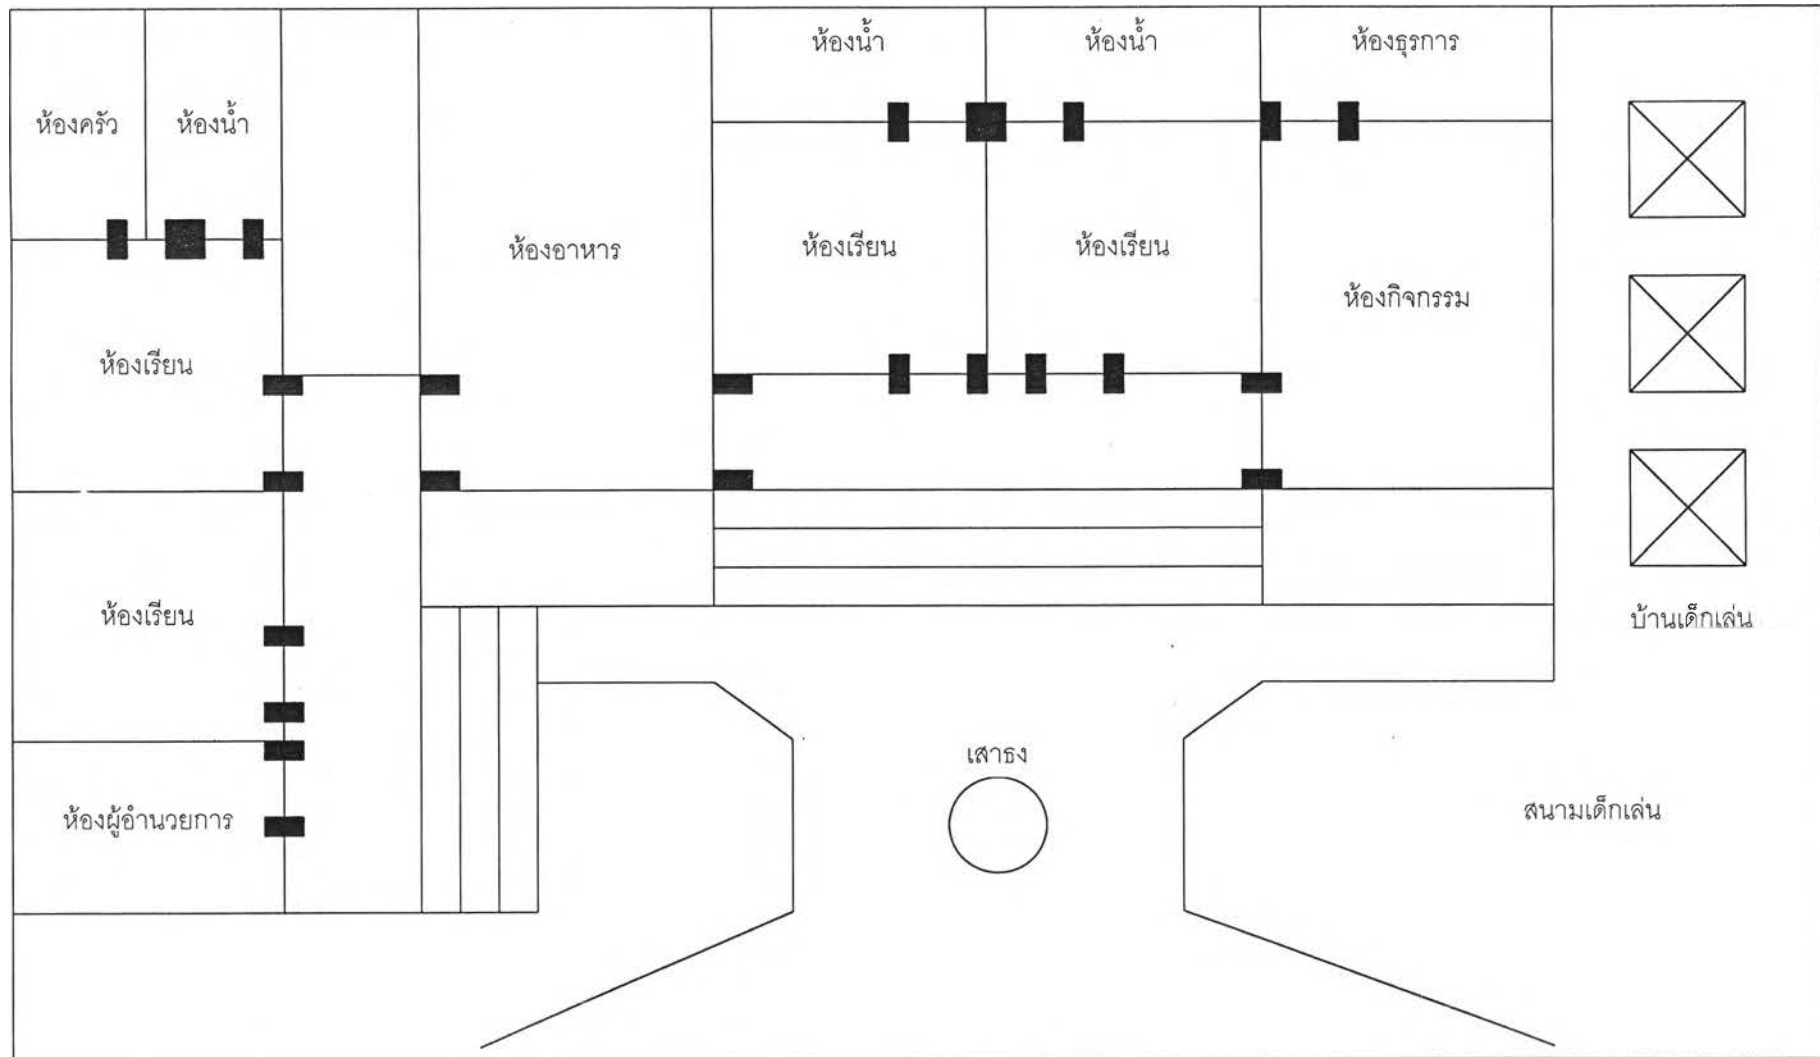 ห้องน้ำ
ห้องน้ำ
ห้องธุรการ
ห้องครัว
ห้องน้ำ
ห้องอาหาร
ห้องเรียน
ห้องเรียน
ห้องกิจกรรม
ห้องเรียน
ห้องเรียน
บ้านเด็กเล่น
เสาธง
ห้องผู้อำนวยการ
สนามเด็กเล่น